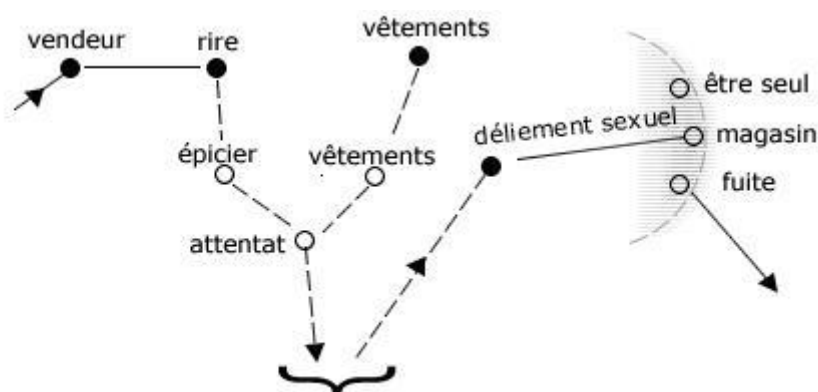 vendeur
rire
vêtements
épicier
vêtements
attentat
déliement sexuel
être seul
magasin
fuite